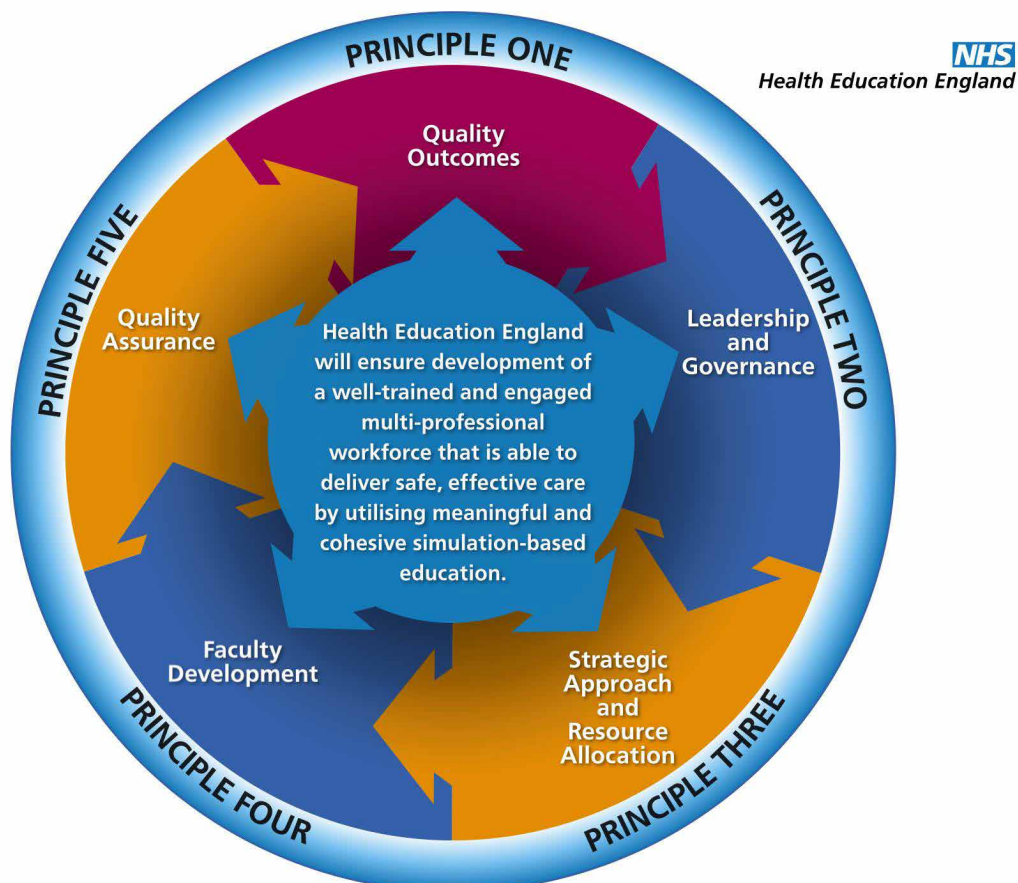 PRINCIPLE ONE
NHS
Health Education England
Quality
Outcomes
PRINCIPLE TWO
Leadership
and
Governance
PRINCIPLE THREE
Strategic
Approach
and
Resource
Allocation
PRINCIPLE FOUR
Faculty
Development
PRINCIPLE FIVE
Quality
Assurance
Health Education England
will ensure development of
a well-trained and engaged
multi-professional
workforce that is able to
deliver safe, effective care
by utilising meaningful and
cohesive simulation-based
education.